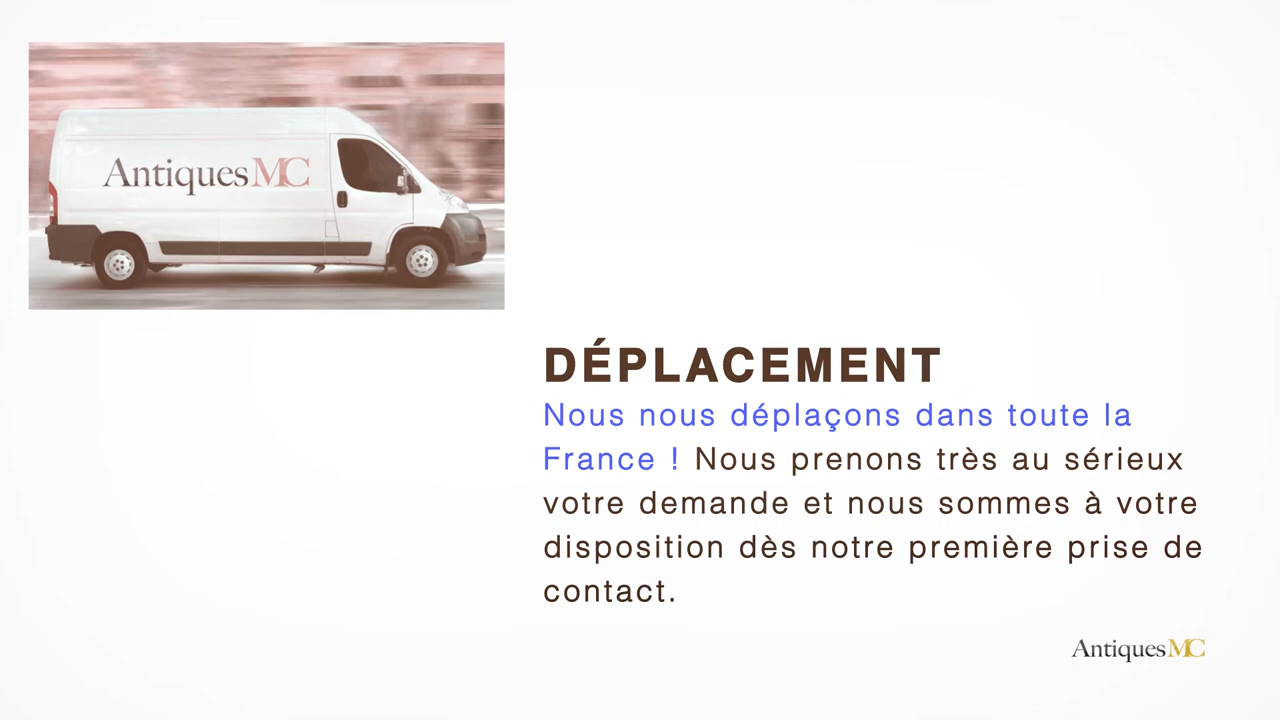 AntiquesMC
DÉPLACEMENT
Nous nous déplaçons dans toute la
France ! Nous prenons très au sérieux
votre demande et nous sommes à votre
disposition dès notre première prise de
contact.
AntiquesMC